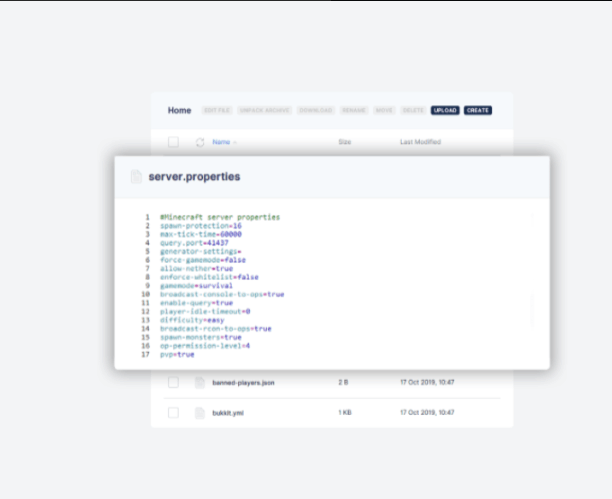 Home EDIT FILE UNPACK ARCHIVE DOWNLOAD RENAME MOVE DELETE UPLOAD CREATE
Name Size Last Modified
server.properties
1 #Minecraft server properties
2 spawn-protection=16
3 max-tick-time=60000
4 query.port=41437
5 generator-settings=
6 force-gamemode=false
7 allow-nether=true
8 enforce-whitelist=false
9 gamemode=survival
10 broadcast-console-to-ops=true
11 enable-query=true
12 player-idle-timeout=0
13 difficulty=easy
14 broadcast-rcon-to-ops=true
15 spawn-monsters=true
16 op-permission-level=4
17 pvp=true
banned-players.json 2 B 17 Oct 2019, 10:47
bukkit.yml 1 KB 17 Oct 2019, 10:47